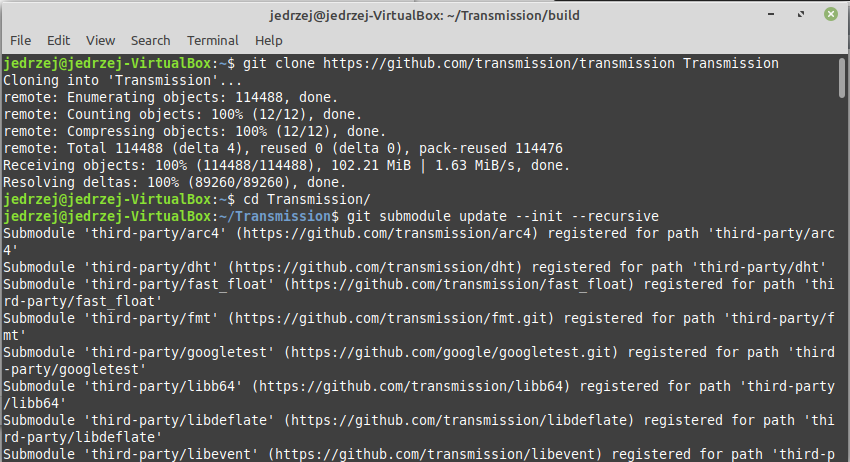 jedrzej@jedrzej-VirtualBox: ~/Transmission/build
File Edit View Search Terminal Help
jedrzej@jedrzej-VirtualBox:~$ git clone https://github.com/transmission/transmission Transmission
Cloning into 'Transmission'...
remote: Enumerating objects: 114488, done.
remote: Counting objects: 100% (12/12), done.
remote: Compressing objects: 100% (12/12), done.
remote: Total 114488 (delta 4), reused 0 (delta 0), pack-reused 114476
Receiving objects: 100% (114488/114488), 102.21 MiB | 1.63 MiB/s, done.
Resolving deltas: 100% (89260/89260), done.
jedrzej@jedrzej-VirtualBox:~$ cd Transmission/
jedrzej@jedrzej-VirtualBox:~/Transmission$ git submodule update --init --recursive
Submodule 'third-party/arc4' (https://github.com/transmission/arc4) registered for path 'third-party/arc
4'
Submodule 'third-party/dht' (https://github.com/transmission/dht) registered for path 'third-party/dht'
Submodule 'third-party/fast_float' (https://github.com/transmission/fast_float) registered for path 'thi
rd-party/fast_float'
Submodule 'third-party/fmt' (https://github.com/transmission/fmt.git) registered for path 'third-party/f
mt'
Submodule 'third-party/googletest' (https://github.com/google/googletest.git) registered for path 'third
-party/googletest'
Submodule 'third-party/libb64' (https://github.com/transmission/libb64) registered for path 'third-party
/libb64'
Submodule 'third-party/libdeflate' (https://github.com/transmission/libdeflate) registered for path 'thi
rd-party/libdeflate'
Submodule 'third-party/libevent' (https://github.com/transmission/libevent) registered for path 'third-p